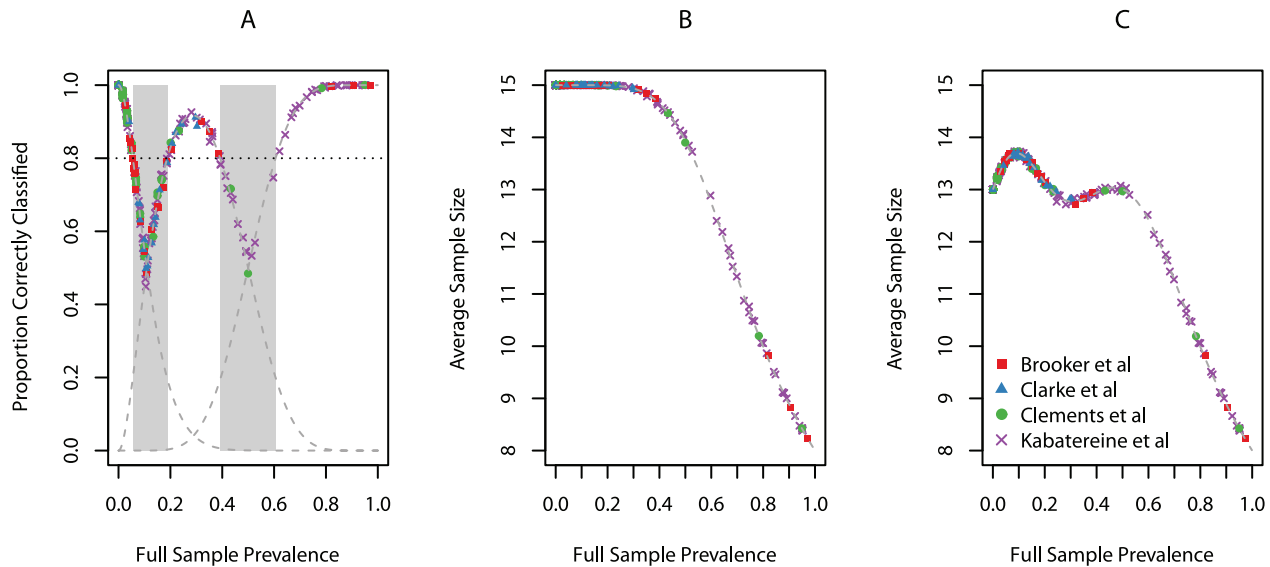 A
B
C
Proportion Correctly Classified
1.0
0.8
0.6
0.4
0.2
0.0
0.0 0.2 0.4 0.6 0.8 1.0
Full Sample Prevalence
Average Sample Size
15
14
13
12
11
10
9
8
0.0 0.2 0.4 0.6 0.8 1.0
Full Sample Prevalence
Average Sample Size
15
14
13
12
11
10
9
8
0.0 0.2 0.4 0.6 0.8 1.0
Full Sample Prevalence
Brooker et al
Clarke et al
Clements et al
Kabatereine et al